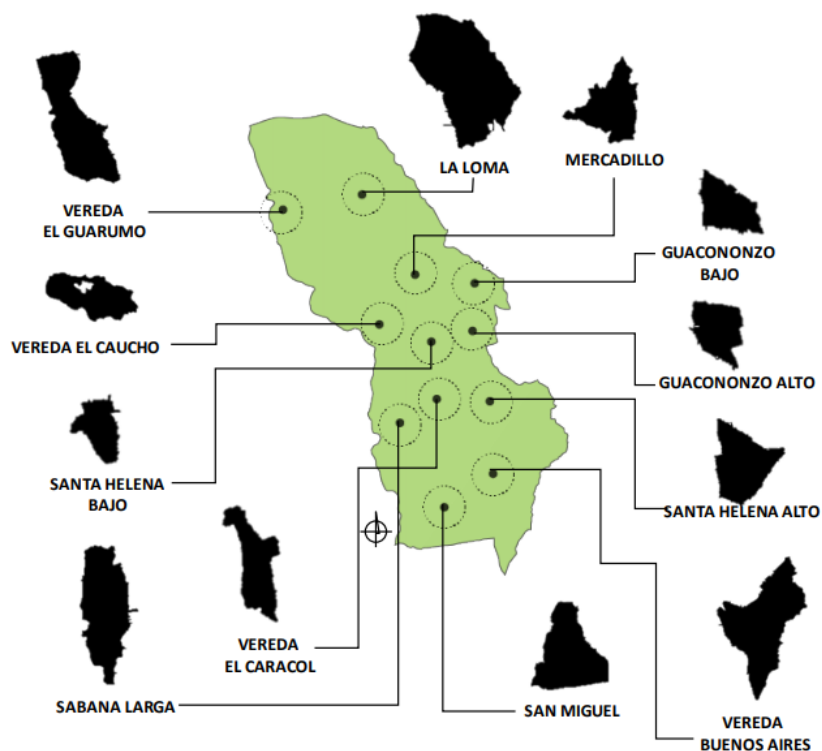 LA LOMA
MERCADILLO
VEREDA
EL GUARUMO
GUACONONZO
BAJO
VEREDA EL CAUCHO
GUACONONZO ALTO
SANTA HELENA
BAJO
SANTA HELENA ALTO
VEREDA
EL CARACOL
SABANA LARGA
SAN MIGUEL
VEREDA
BUENOS AIRES